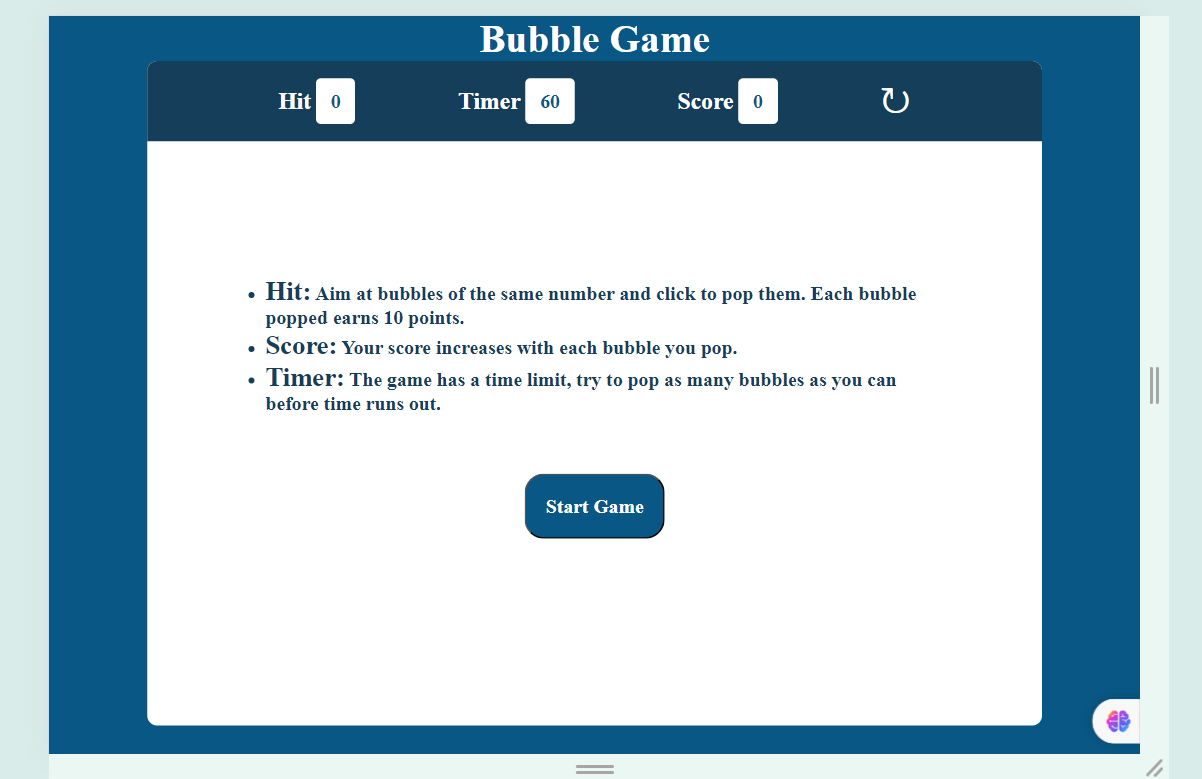 Bubble Game
Hit 0 Timer 60 Score 0 ↻
• Hit: Aim at bubbles of the same number and click to pop them. Each bubble
popped earns 10 points.
• Score: Your score increases with each bubble you pop.
• Timer: The game has a time limit, try to pop as many bubbles as you can
before time runs out.
Start Game